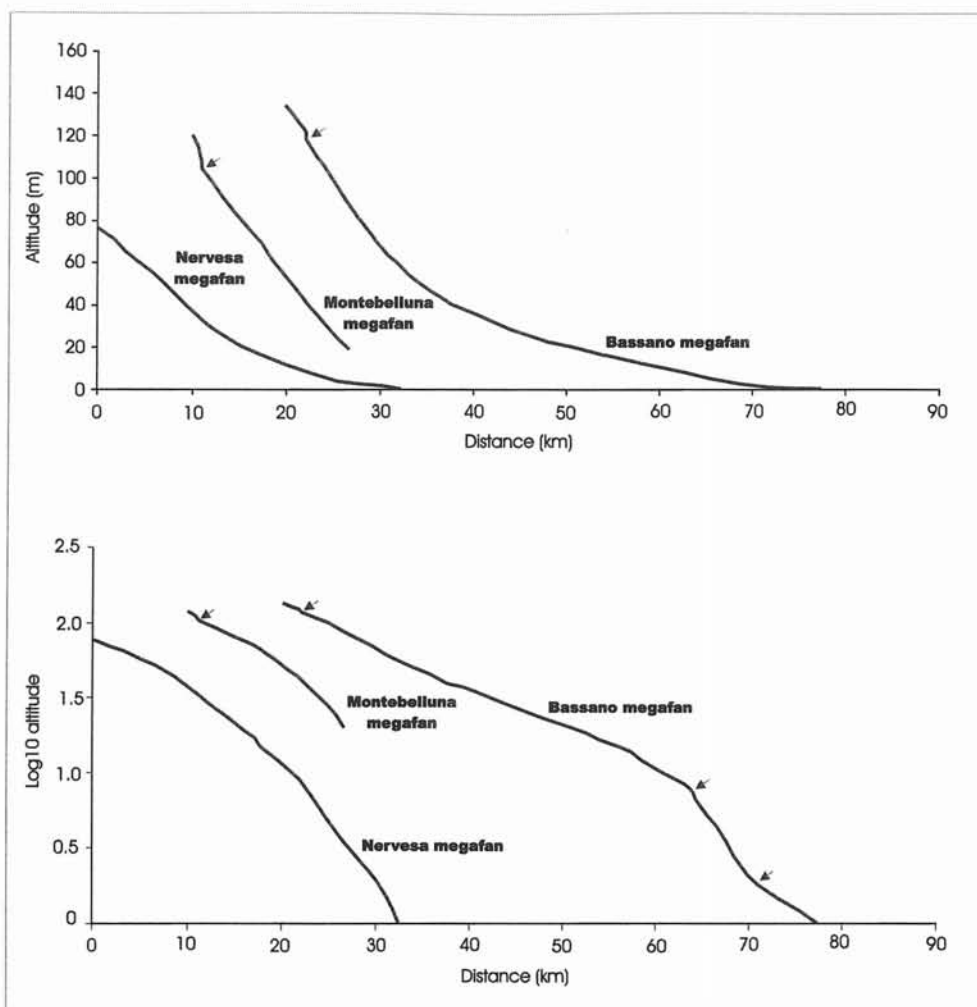 160
140
120
100
80
60
40
20
0
Altitude (m)
Nervesa
megafan
Montebelluna
megafan
Bassano megafan
0 10 20 30 40 50 60 70 80 90
Distance (km)
2.5
2.0
1.5
1.0
0.5
0
Log10 altitude
Montebelluna
megafan
Bassano megafan
Nervesa megafan
0 10 20 30 40 50 60 70 80 90
Distance (km)